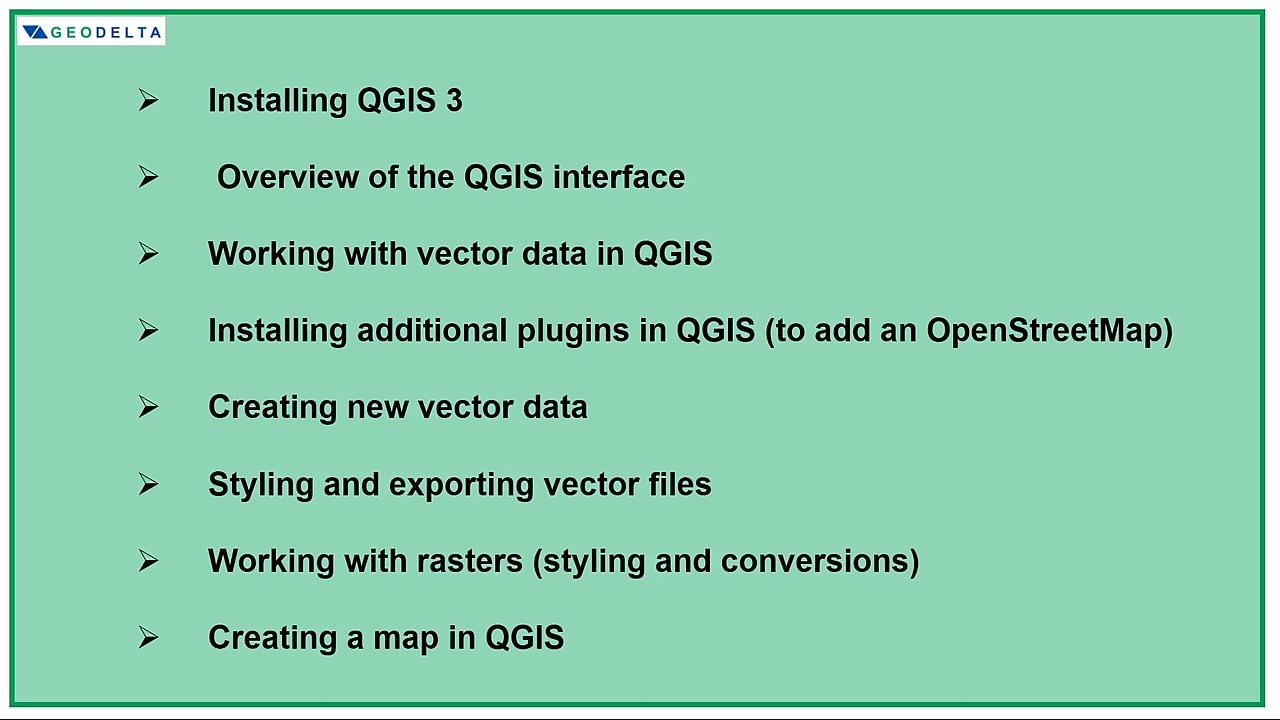 GEODELTA
➢ Installing QGIS 3
➢ Overview of the QGIS interface
➢ Working with vector data in QGIS
➢ Installing additional plugins in QGIS (to add an OpenStreetMap)
➢ Creating new vector data
➢ Styling and exporting vector files
➢ Working with rasters (styling and conversions)
➢ Creating a map in QGIS